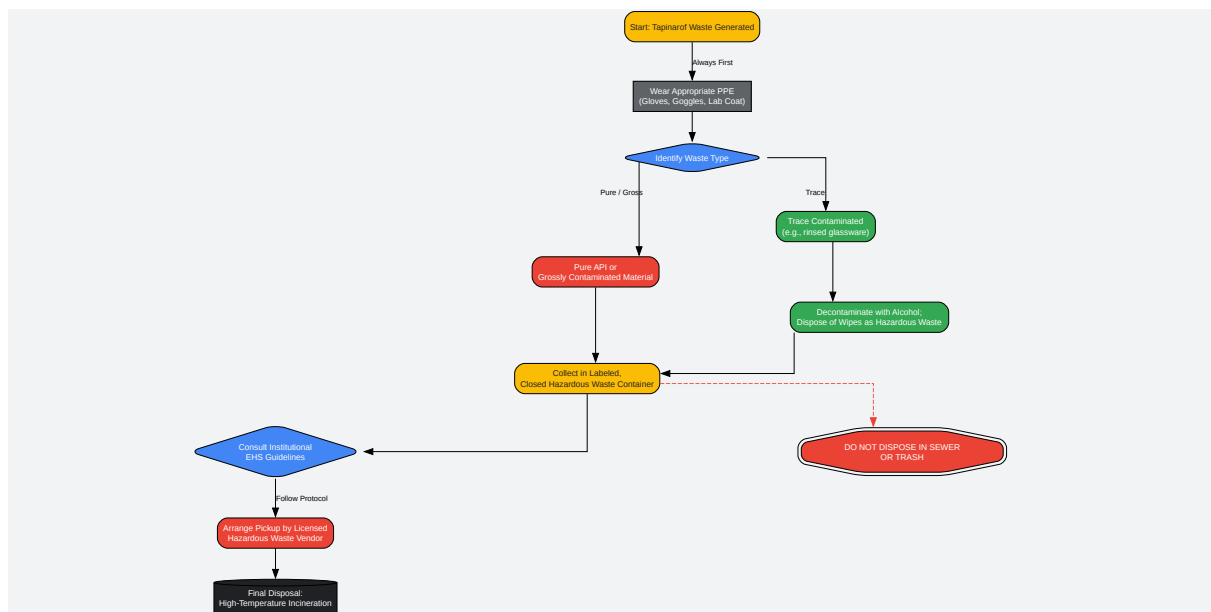 Start: Tapinarof Waste Generated
Always First
Wear Appropriate PPE
(Gloves, Goggles, Lab Coat)
Identify Waste Type
Pure / Gross
Trace
Trace Contaminated
(e.g., rinsed glassware)
Pure API or
Grossly Contaminated Material
Decontaminate with Alcohol;
Dispose of Wipes as Hazardous Waste
Collect in Labeled,
Closed Hazardous Waste Container
Consult Institutional
EHS Guidelines
DO NOT DISPOSE IN SEWER
OR TRASH
Follow Protocol
Arrange Pickup by Licensed
Hazardous Waste Vendor
Final Disposal:
High-Temperature Incineration